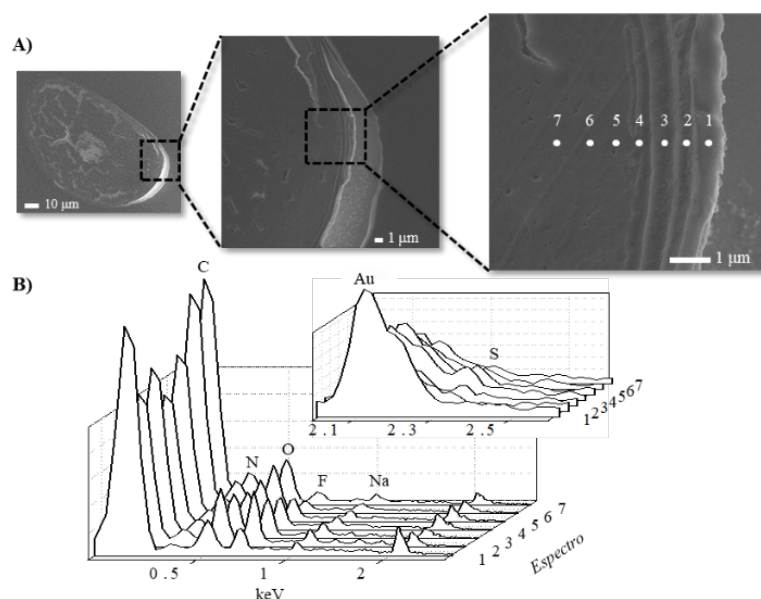 A)
10 µm
1 µm
7 6 5 4 3 2 1
1 µm
B)
C
Au
S
2.1 2.3 2.5
1 2 3 4 5 6 7
N O
F Na
0.5 1 2
keV
1 2 3 4 5 6 7
Espectro